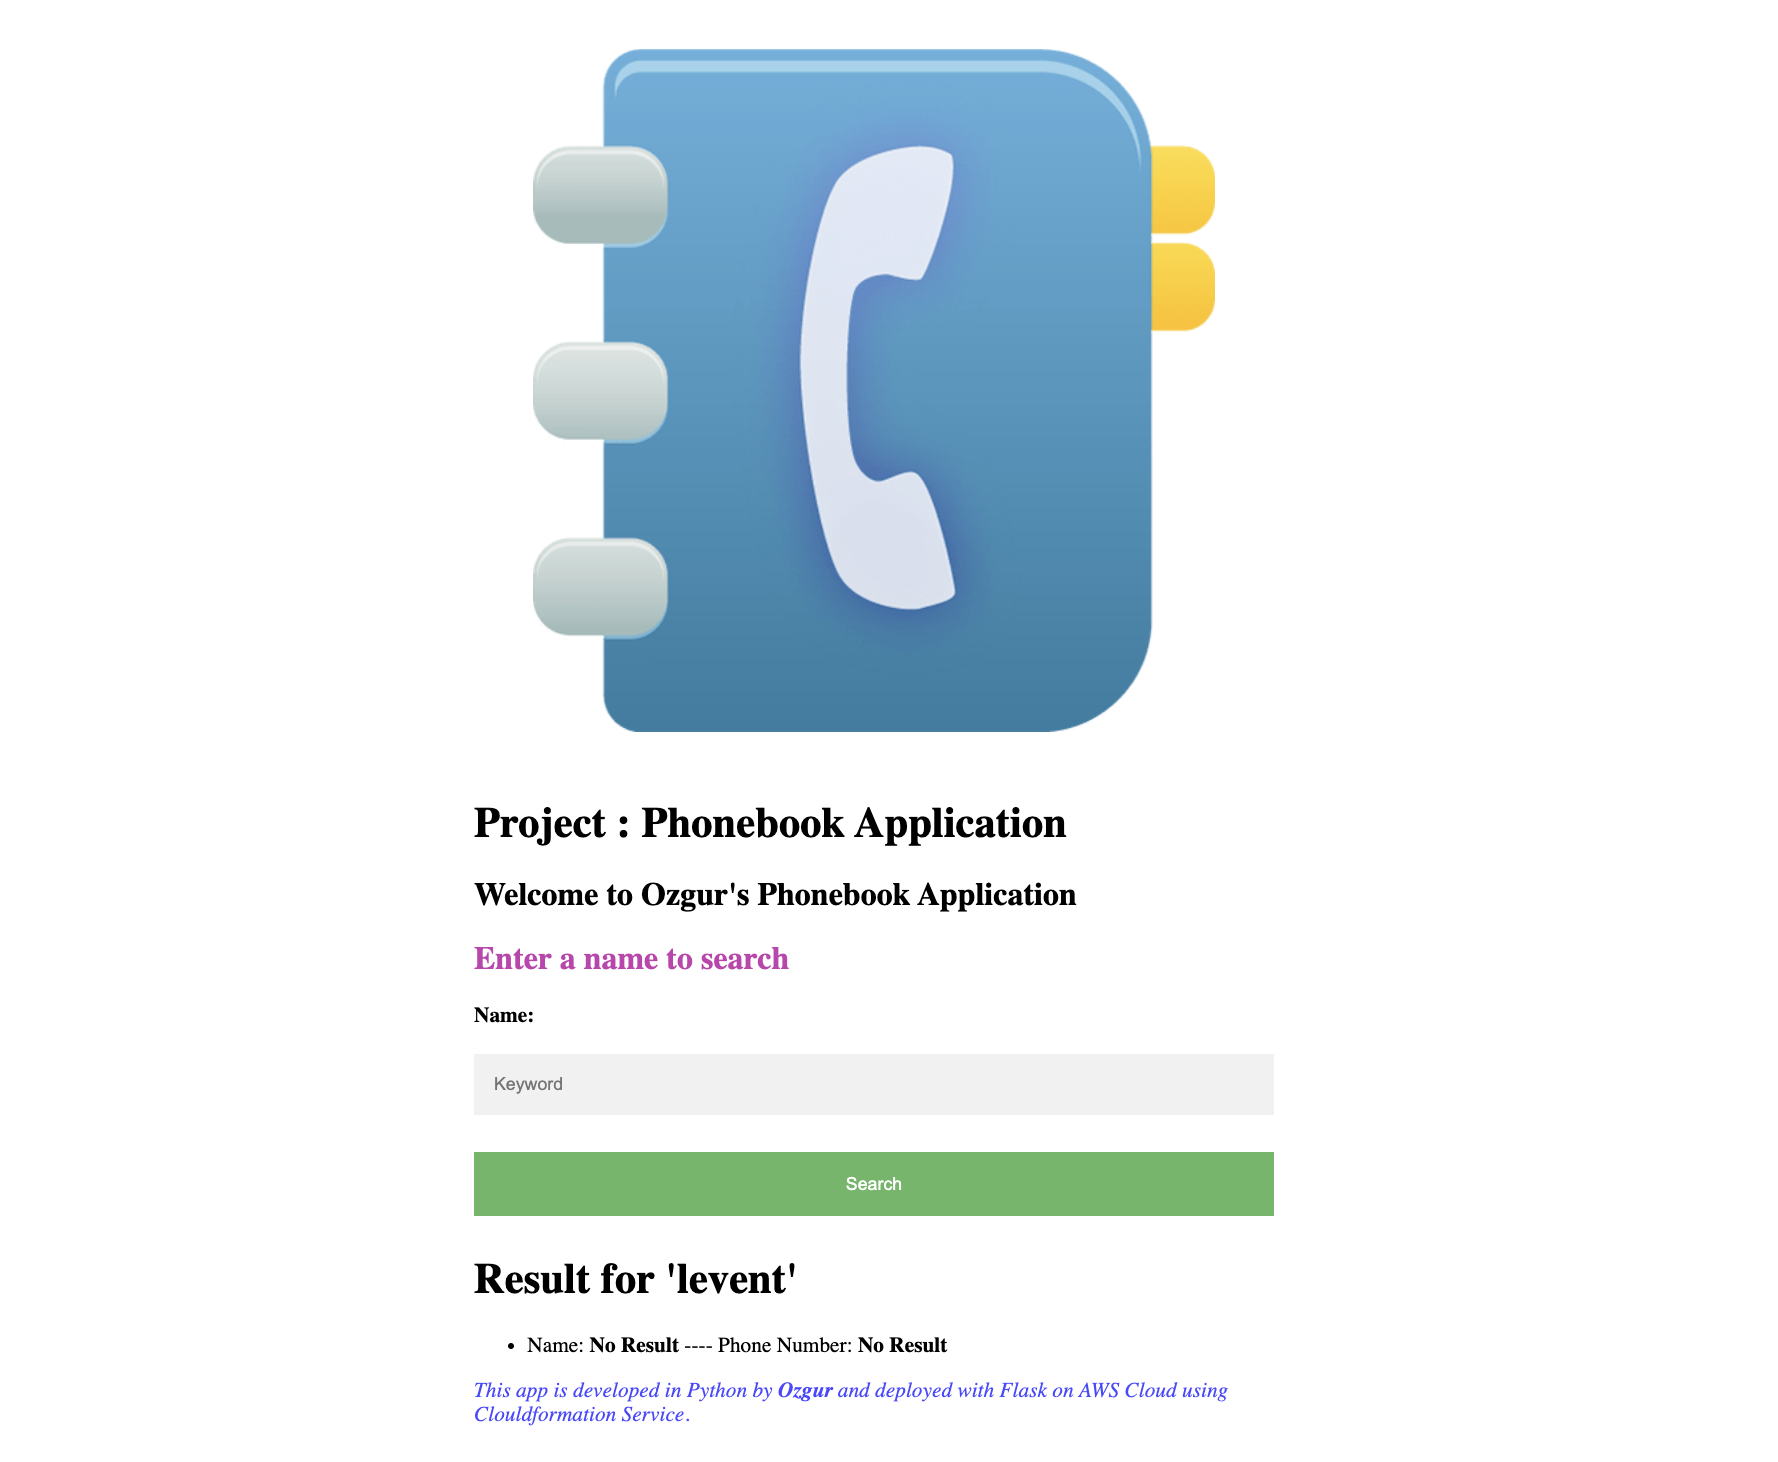 Project : Phonebook Application
Welcome to Ozgur's Phonebook Application
Enter a name to search
Name:
Keyword
Search
Result for 'levent'
• Name: No Result ---- Phone Number: No Result
This app is developed in Python by Ozgur and deployed with Flask on AWS Cloud using
Clouldformation Service.